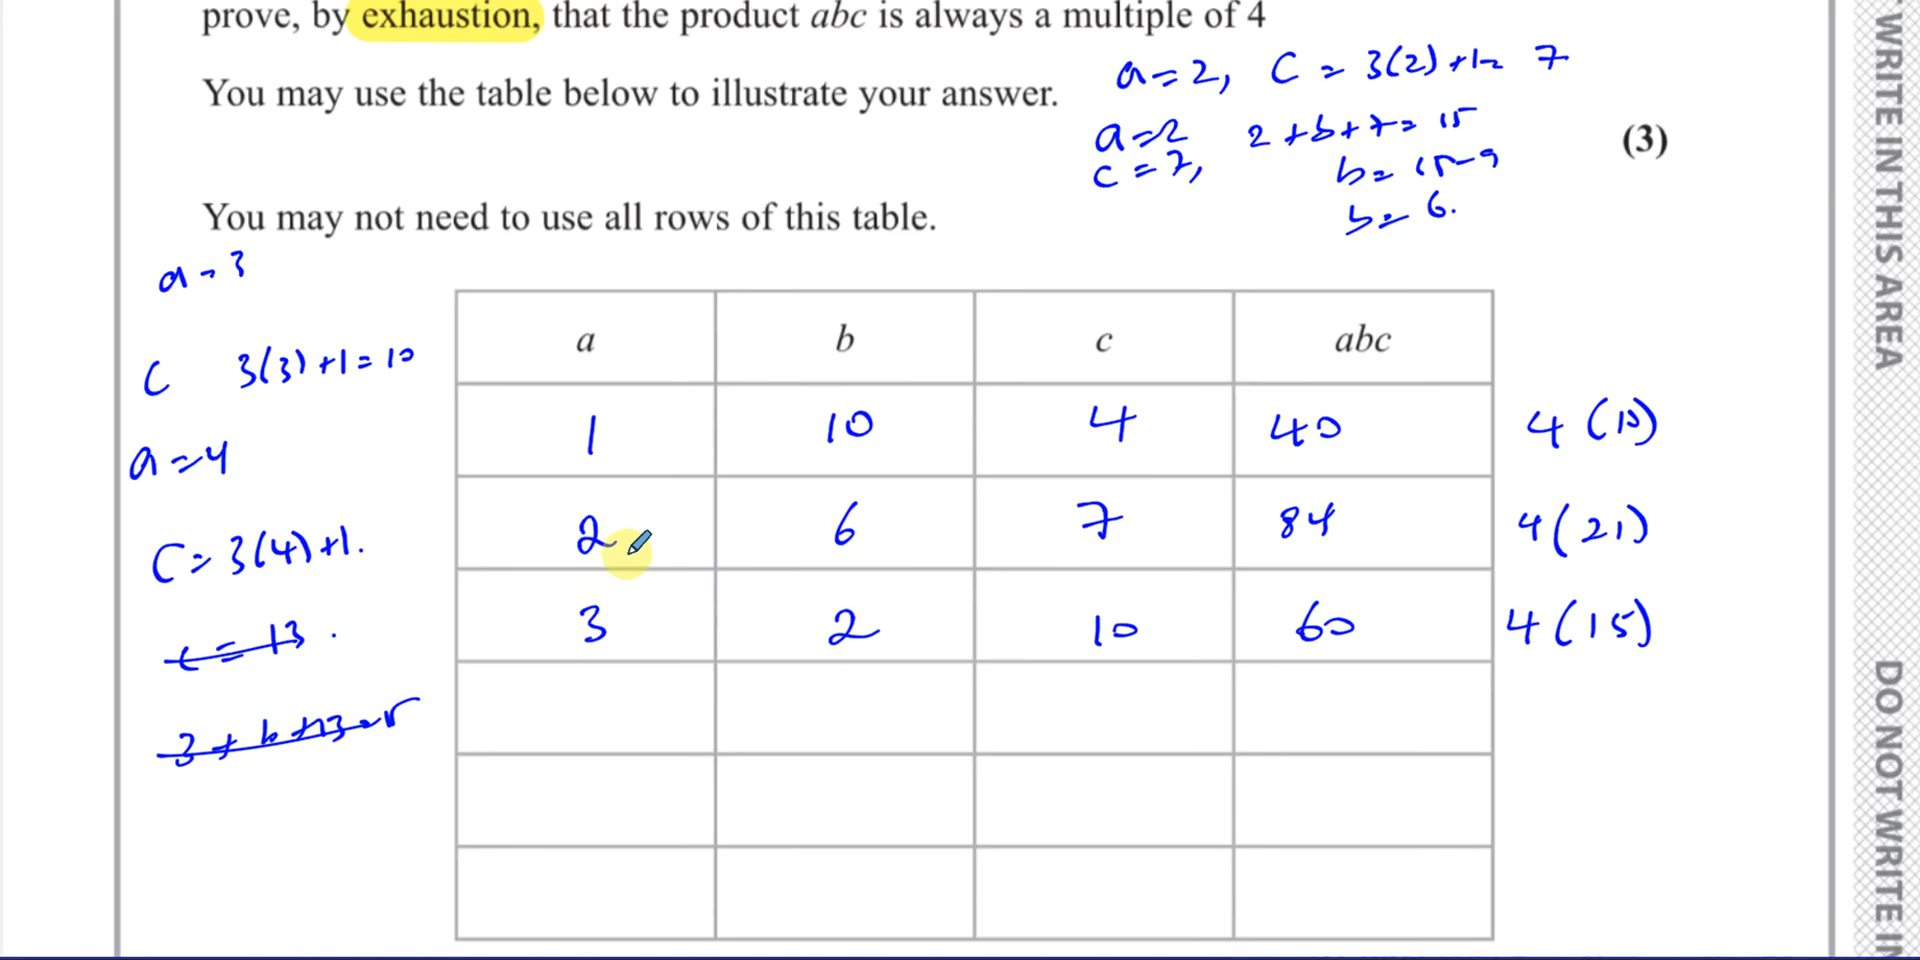 prove, by exhaustion, that the product abc is always a multiple of 4
a=2, C = 3(2)+1= 7
You may use the table below to illustrate your answer.
a=2 2+b+7= 15
(3)
c=7, b= 15-9
b= 6.
You may not need to use all rows of this table.
a=3
a b c abc
C 3(3)+1=10
1 10 4 40 4(10)
a=4
2 6 7 84 4(21)
C= 3(4)+1.
3 2 10 60 4(15)
c=13.
3+b+13=15
WRITE IN THIS AREA
DO NOT WRITE IN